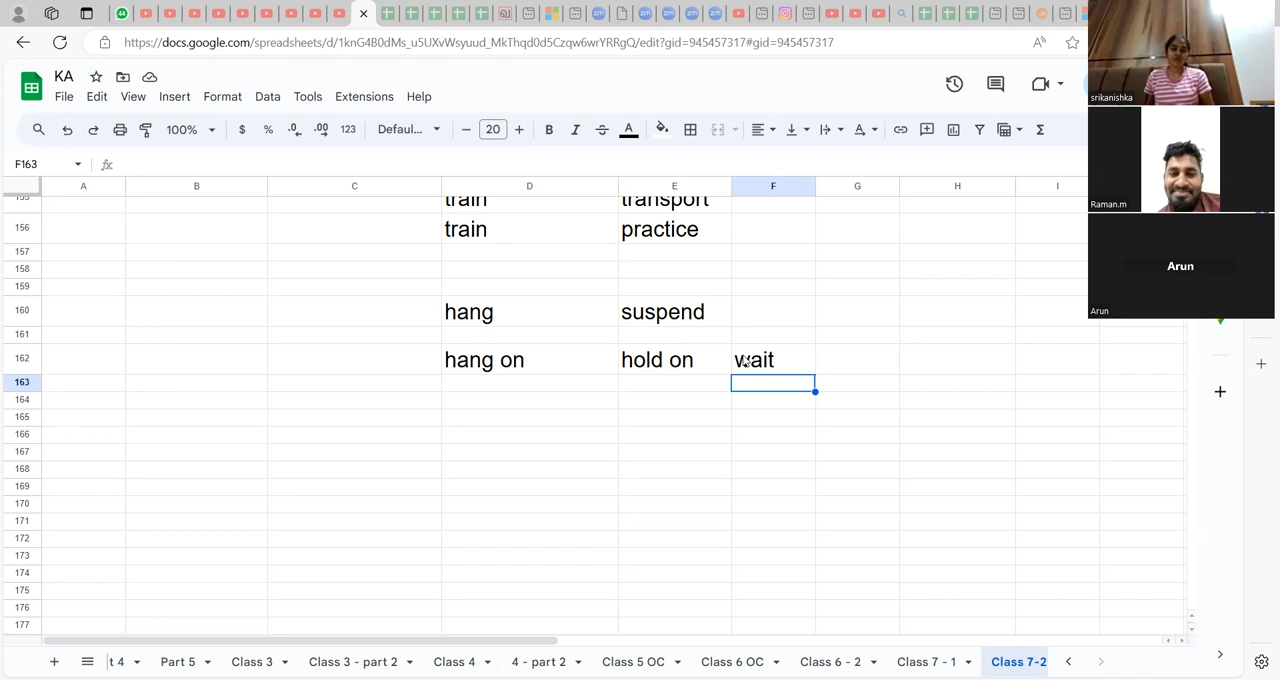 44
https://docs.google.com/spreadsheets/d/1knG4B0dMs_u5UXvWsyuud_MkThqd0d5Czqw6wrYRRgQ/edit?gid=945457317#gid=945457317
srikanishka
KA
File Edit View Insert Format Data Tools Extensions Help
100% $ % .0 .00 123 Defaul... 20 B I A
F163 fx
A B C D E F G H I
155 train transport
156 train practice
Raman.m
157
158
159
Arun
160 hang suspend
Arun
161
162 hang on hold on wait
163
164
165
166
167
168
169
170
171
172
173
174
175
176
177
t 4 Part 5 Class 3 Class 3 - part 2 Class 4 4 - part 2 Class 5 OC Class 6 OC Class 6 - 2 Class 7 - 1 Class 7-2